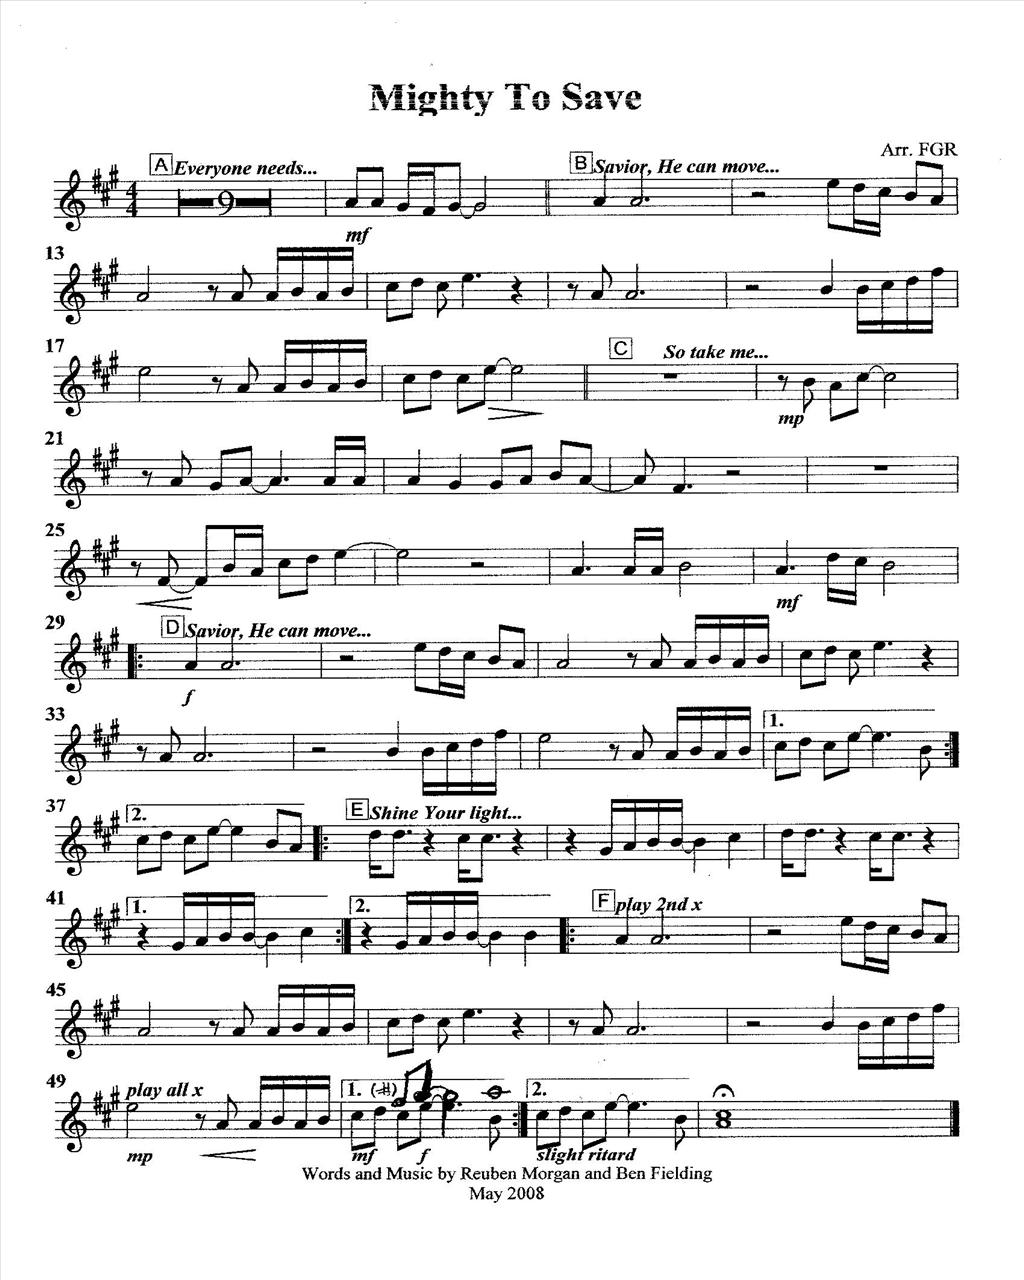 Mighty To Save
Arr. FGR
A Everyone needs... B Savior, He can move...
4 4 9
mf
13
17 C So take me...
mp
21
25
mf
29 D Savior, He can move...
f
33 1.
37 2. E Shine Your light...
41 1. 2. F play 2nd x
45
49 play all x 1. (#) 2.
mp mf f slight ritard
Words and Music by Reuben Morgan and Ben Fielding
May 2008